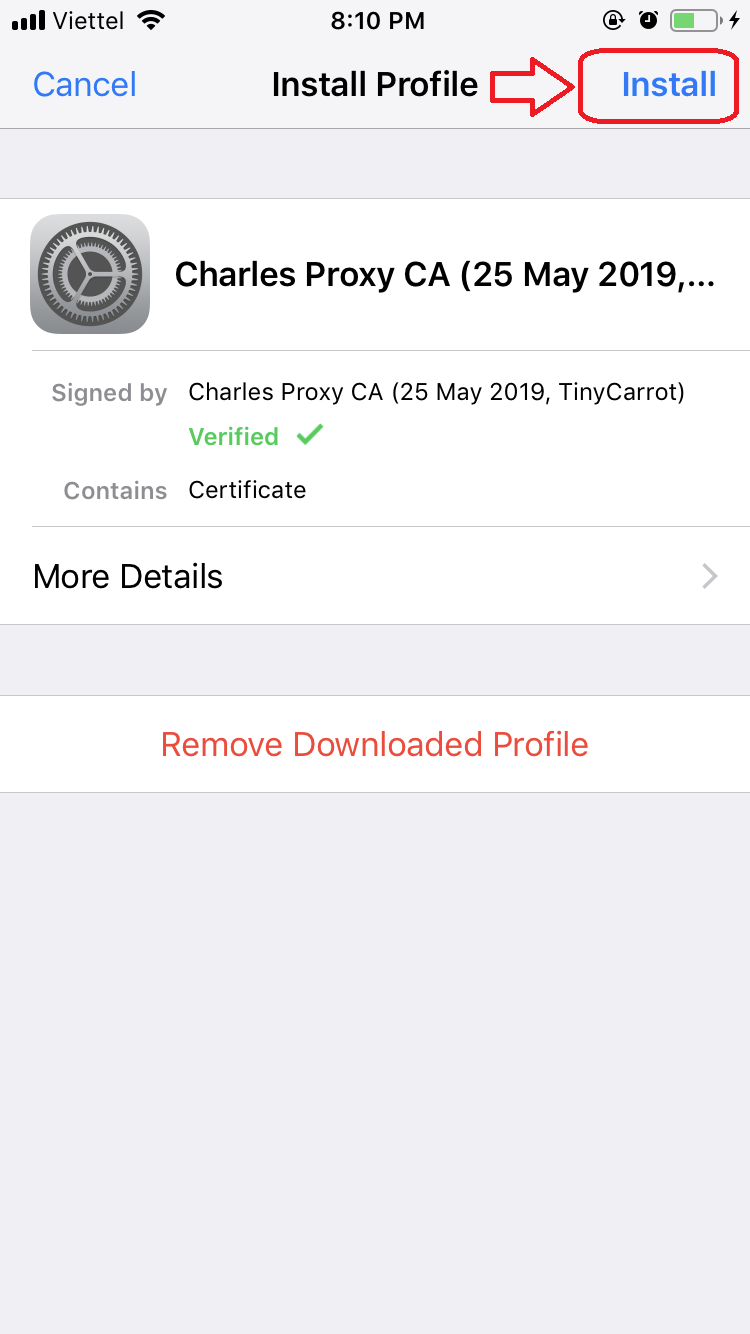 Viettel 8:10 PM
Cancel Install Profile Install
Charles Proxy CA (25 May 2019,...
Signed by Charles Proxy CA (25 May 2019, TinyCarrot)
Verified
Contains Certificate
More Details
Remove Downloaded Profile